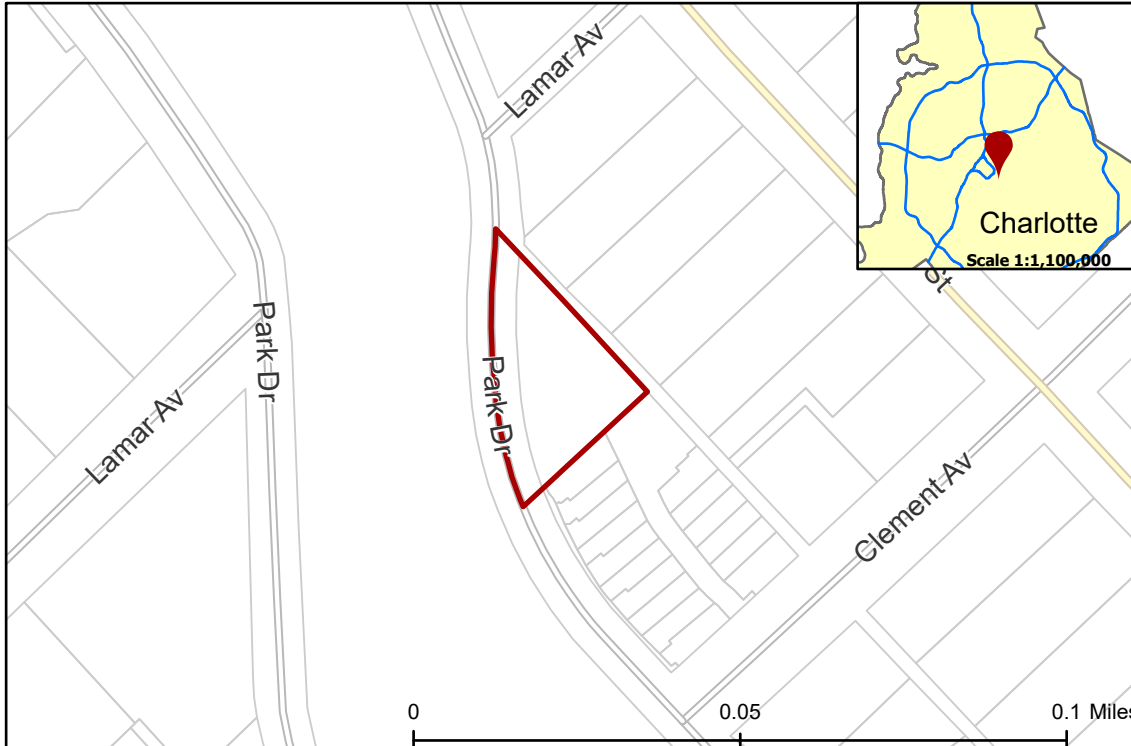 Lamar Av
Charlotte
Scale 1:1,100,000
St
Park Dr
Park Dr
Lamar Av
Clement Av
0
0.05
0.1 Miles